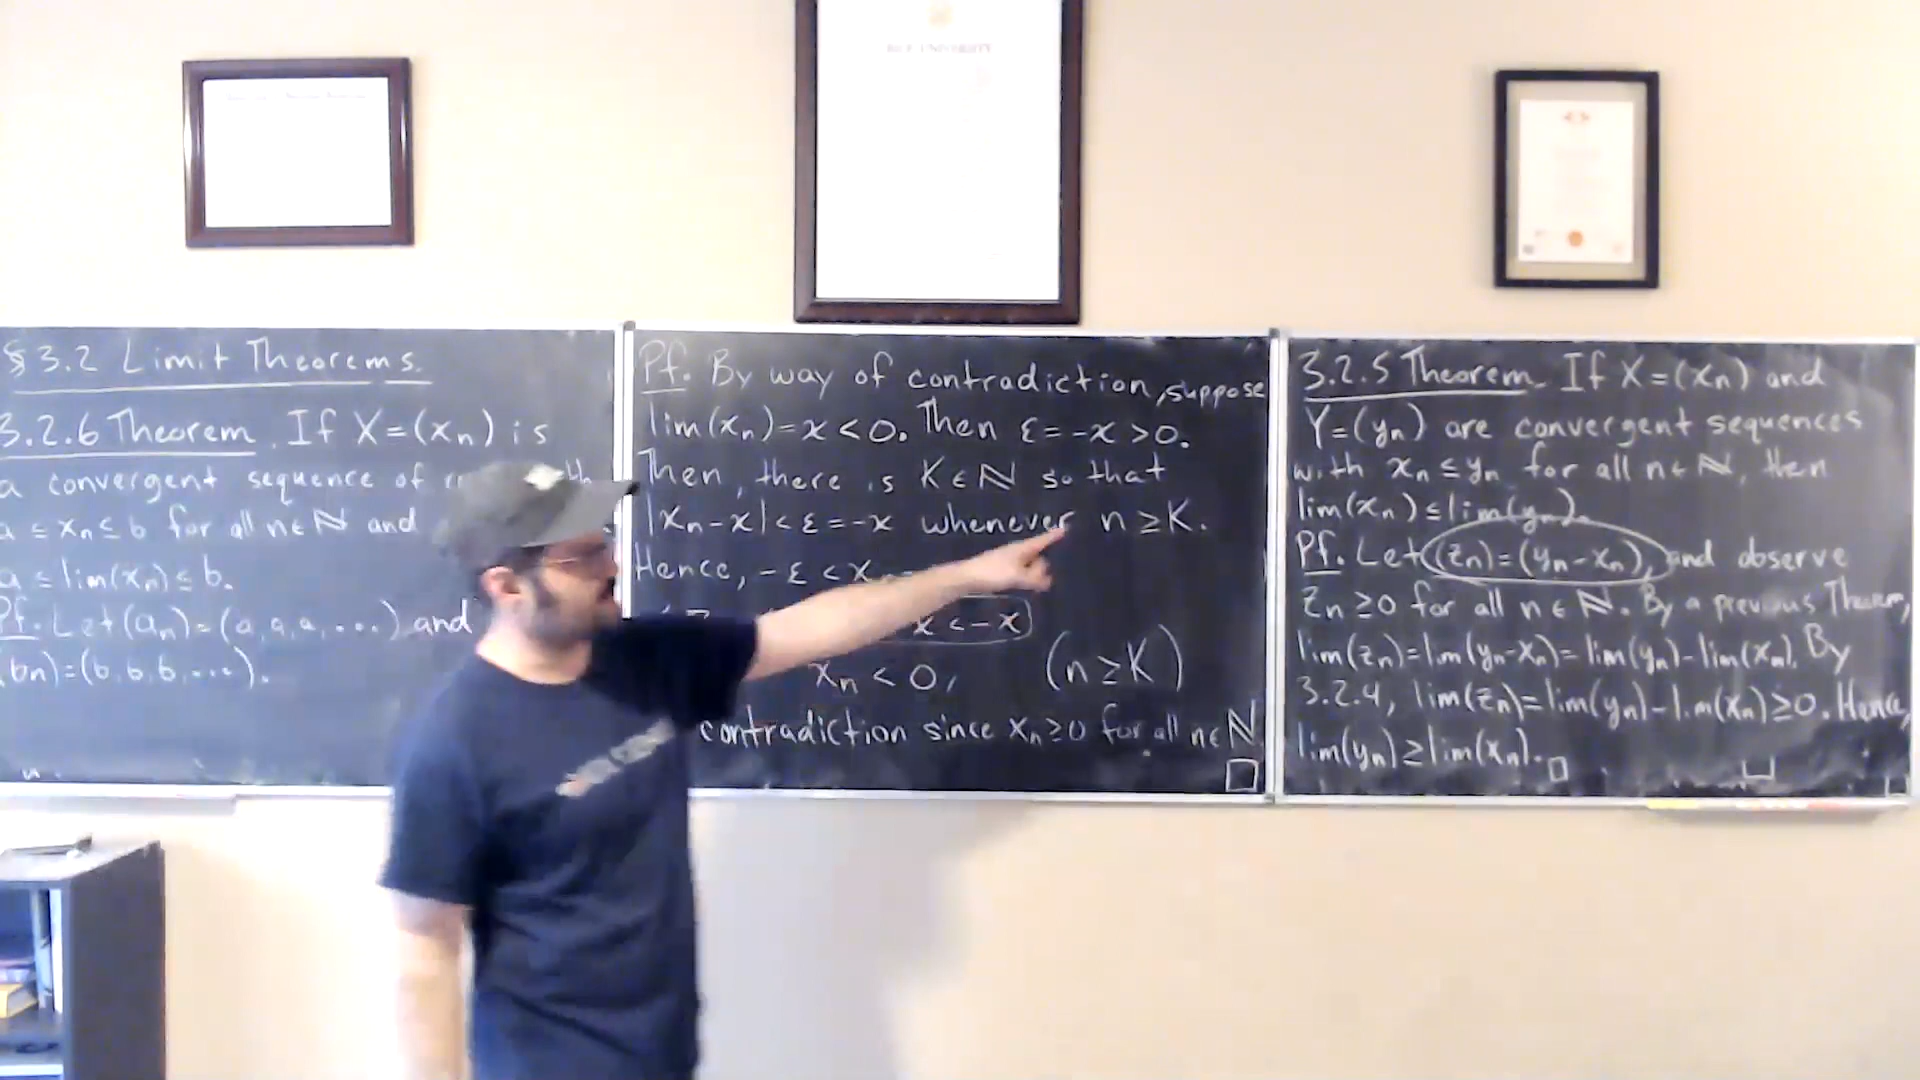 § 3.2 Limit Theorems.
3.2.6 Theorem. If X=(xₙ) is
a convergent sequence of
a ≤ xₙ ≤ b for all n∈ℕ and
a ≤ lim(xₙ) ≤ b.
Pf. Let (aₙ)=(a,a,a,...) and
(bₙ)=(b,b,b,...).
Pf. By way of contradiction, suppose
lim(xₙ)=x<0. Then ε=-x>0.
Then, there is K∈ℕ so that
|xₙ-x|<ε=-x whenever n≥K.
Hence, -ε<xₙ-
x<-x
xₙ<0, (n≥K)
contradiction since xₙ≥0 for all n∈ℕ
3.2.5 Theorem. If X=(xₙ) and
Y=(yₙ) are convergent sequences
with xₙ≤yₙ for all n∈ℕ, then
lim(xₙ)≤lim(yₙ).
Pf. Let (zₙ)=(yₙ-xₙ), and observe
zₙ≥0 for all n∈ℕ. By a previous Theorem,
lim(zₙ)=lim(yₙ-xₙ)=lim(yₙ)-lim(xₙ). By
3.2.4, lim(zₙ)=lim(yₙ)-lim(xₙ)≥0. Hence,
lim(yₙ)≥lim(xₙ).